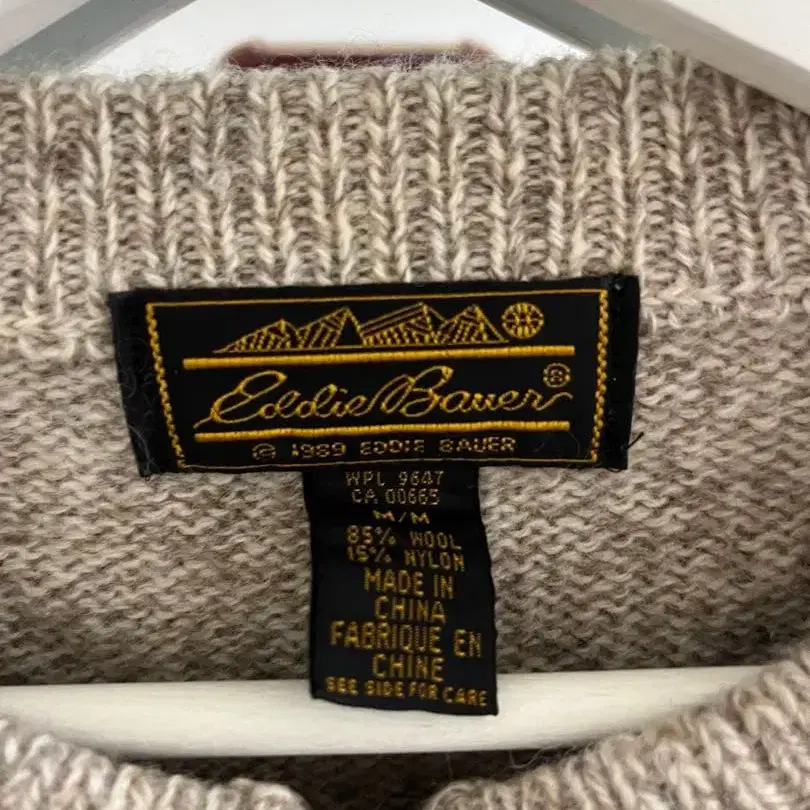 Eddie Bauer®
© 1989 EDDIE BAUER
WPL 9647
CA 00665
M/M
85% WOOL
15% NYLON
MADE IN
CHINA
FABRIQUE EN
CHINE
SEE SIDE FOR CARE